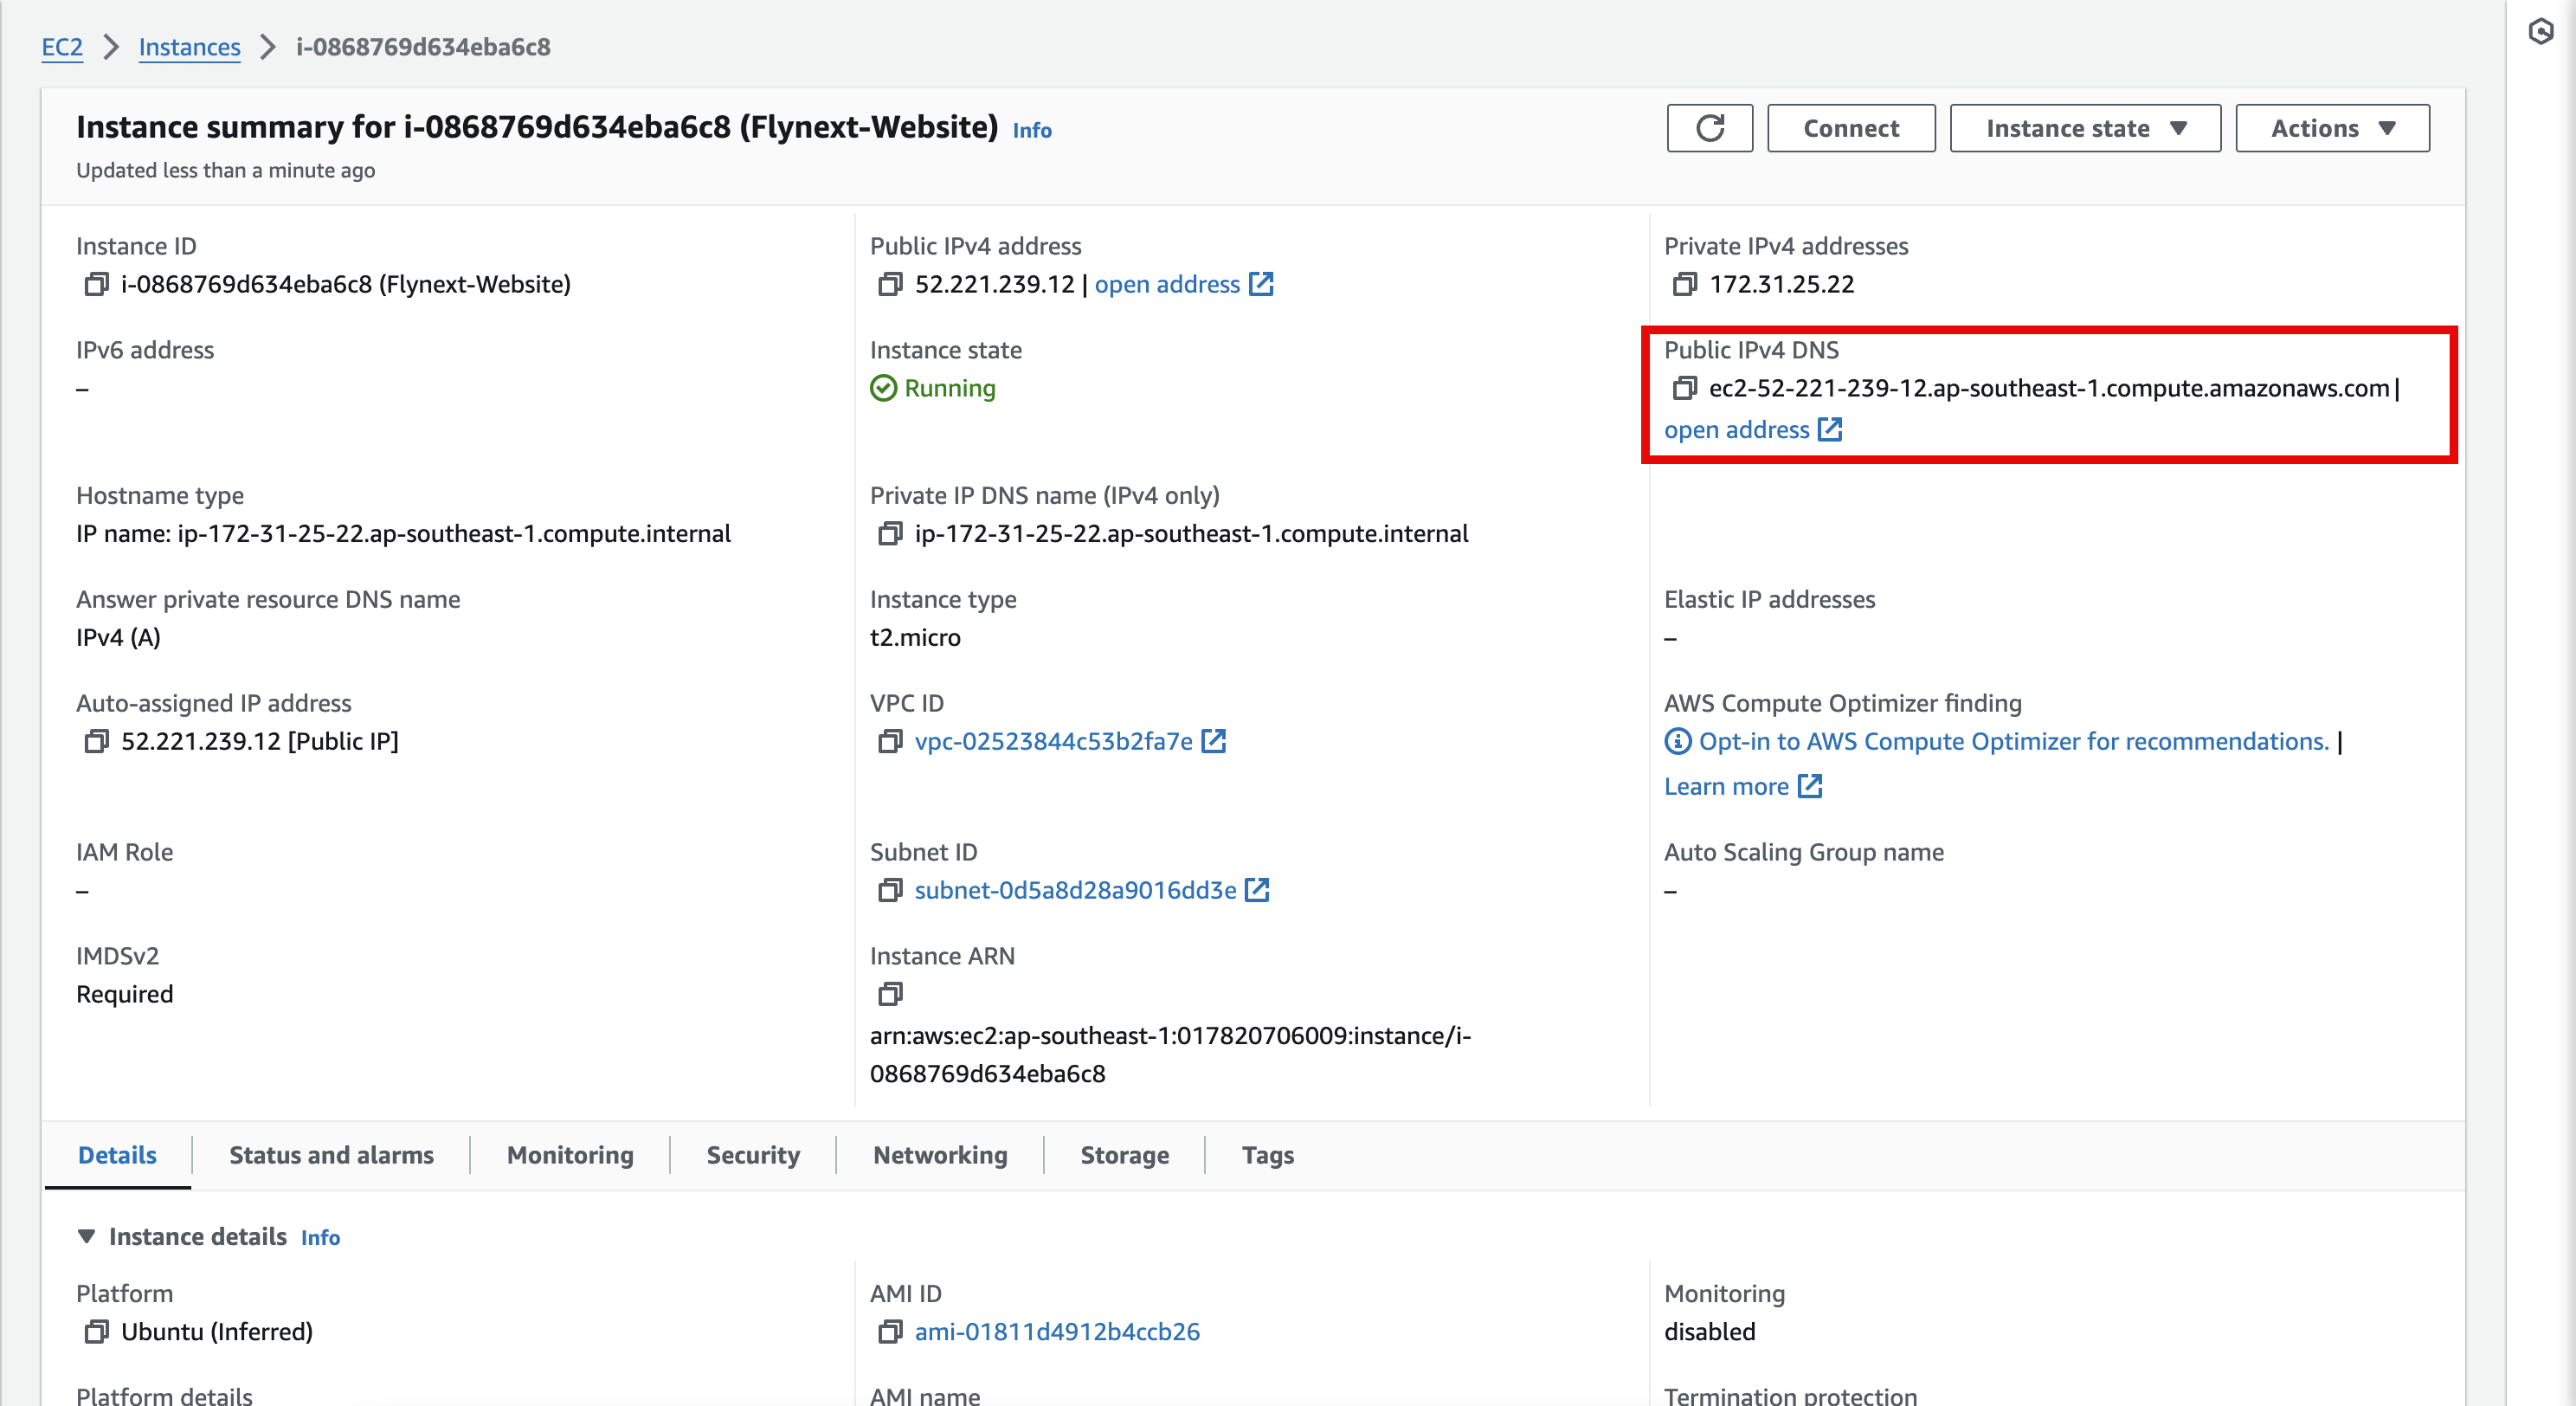 EC2 > Instances > i-0868769d634eba6c8
Instance summary for i-0868769d634eba6c8 (Flynext-Website) Info
Updated less than a minute ago
Connect
Instance state
Actions
Instance ID
i-0868769d634eba6c8 (Flynext-Website)
Public IPv4 address
52.221.239.12 | open address
Private IPv4 addresses
172.31.25.22
IPv6 address
–
Instance state
Running
Public IPv4 DNS
ec2-52-221-239-12.ap-southeast-1.compute.amazonaws.com |
open address
Hostname type
IP name: ip-172-31-25-22.ap-southeast-1.compute.internal
Private IP DNS name (IPv4 only)
ip-172-31-25-22.ap-southeast-1.compute.internal
Answer private resource DNS name
IPv4 (A)
Instance type
t2.micro
Elastic IP addresses
–
Auto-assigned IP address
52.221.239.12 [Public IP]
VPC ID
vpc-02523844c53b2fa7e
AWS Compute Optimizer finding
Opt-in to AWS Compute Optimizer for recommendations. |
Learn more
IAM Role
–
Subnet ID
subnet-0d5a8d28a9016dd3e
Auto Scaling Group name
–
IMDSv2
Required
Instance ARN
arn:aws:ec2:ap-southeast-1:017820706009:instance/i-
0868769d634eba6c8
Details
Status and alarms
Monitoring
Security
Networking
Storage
Tags
Instance details Info
Platform
Ubuntu (Inferred)
AMI ID
ami-01811d4912b4ccb26
Monitoring
disabled
Platform details
AMI name
Termination protection